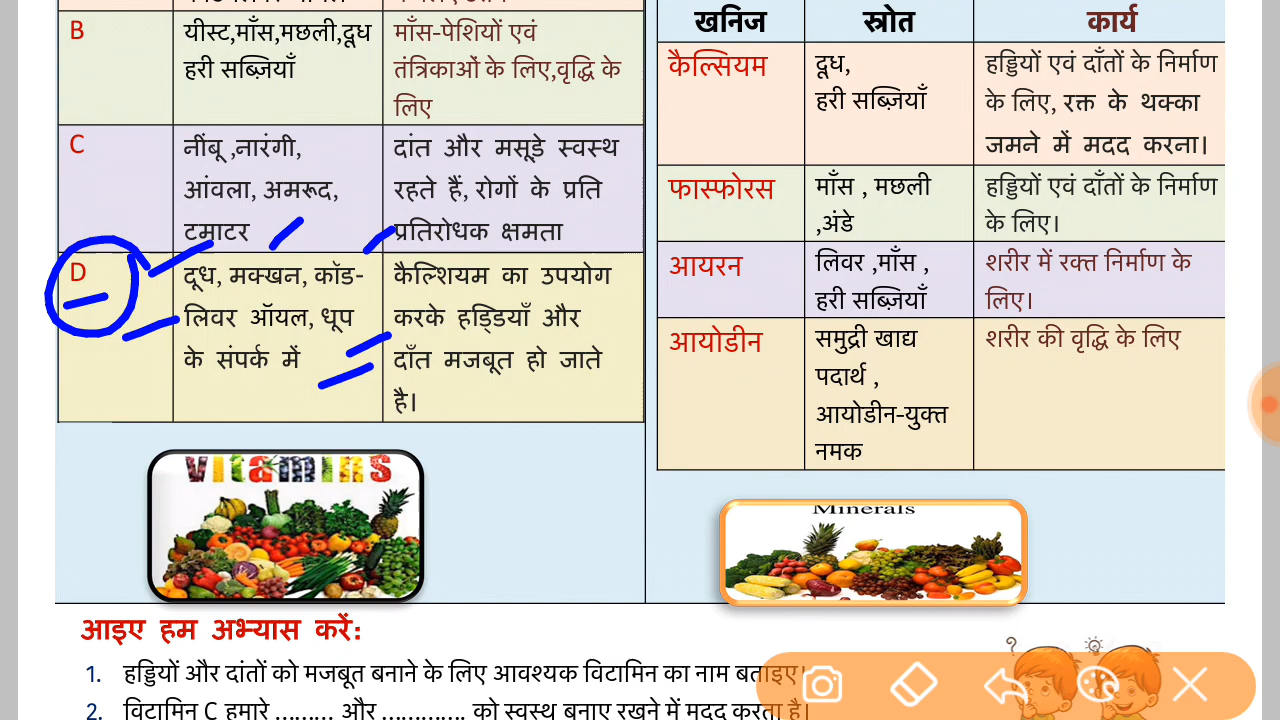 B
यीस्ट,माँस,मछली,दूध
हरी सब्ज़ियाँ
माँस-पेशियों एवं
तंत्रिकाओं के लिए,वृद्धि के
लिए
C
नींबू ,नारंगी,
आंवला, अमरूद,
टमाटर
दांत और मसूड़े स्वस्थ
रहते हैं, रोगों के प्रति
प्रतिरोधक क्षमता
D
दूध, मक्खन, कॉड-
लिवर ऑयल, धूप
के संपर्क में
कैल्शियम का उपयोग
करके हड्डियाँ और
दाँत मजबूत हो जाते
है।
vitamins
खनिज स्रोत कार्य
कैल्सियम
दूध,
हरी सब्ज़ियाँ
हड्डियों एवं दाँतों के निर्माण
के लिए, रक्त के थक्का
जमने में मदद करना।
फास्फोरस
माँस , मछली
,अंडे
हड्डियों एवं दाँतों के निर्माण
के लिए।
आयरन
लिवर ,माँस ,
हरी सब्ज़ियाँ
शरीर में रक्त निर्माण के
लिए।
आयोडीन
समुद्री खाद्य
पदार्थ ,
आयोडीन-युक्त
नमक
शरीर की वृद्धि के लिए
Minerals
आइए हम अभ्यास करें:
1. हड्डियों और दांतों को मजबूत बनाने के लिए आवश्यक विटामिन का नाम बताइए।
2. विटामिन C हमारे ......... और ............. को स्वस्थ बनाए रखने में मदद करता है।